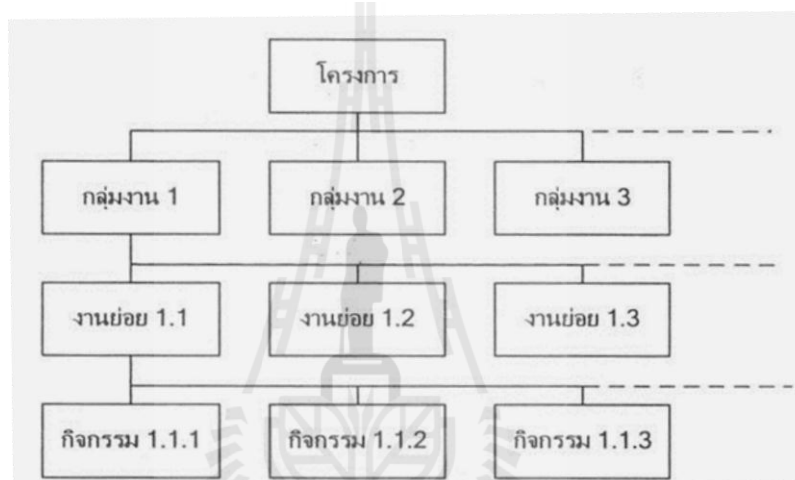 โครงการ
กลุ่มงาน 1 กลุ่มงาน 2 กลุ่มงาน 3
งานย่อย 1.1 งานย่อย 1.2 งานย่อย 1.3
กิจกรรม 1.1.1 กิจกรรม 1.1.2 กิจกรรม 1.1.3